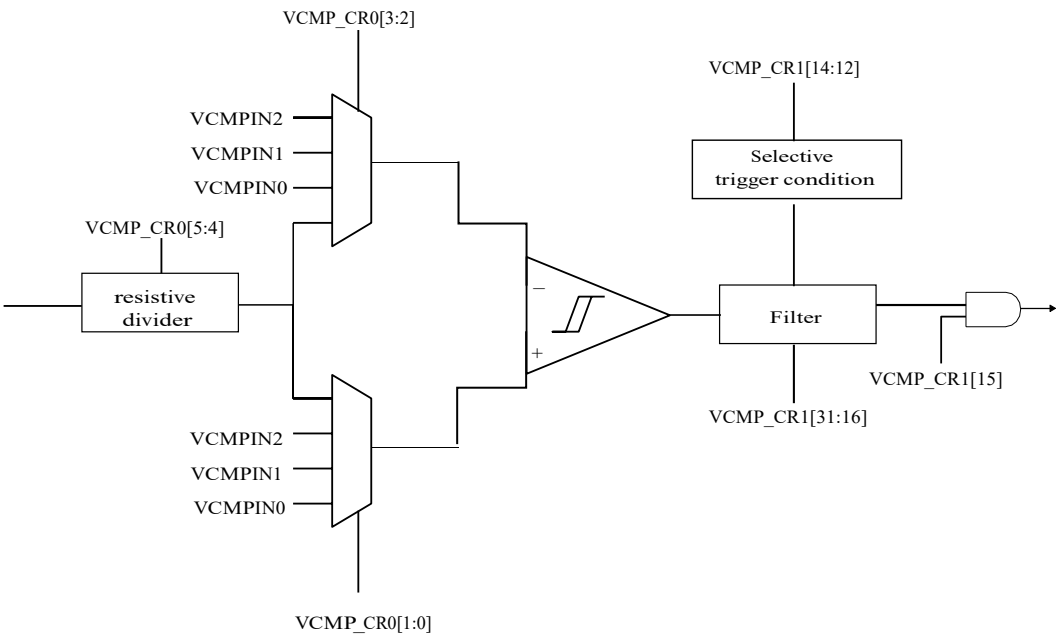 VCMP_CR0[3:2]
VCMP_CR1[14:12]
VCMPIN2
VCMPIN1
VCMPIN0
Selective
trigger condition
VCMP_CR0[5:4]
resistive
divider
−
+
Filter
VCMP_CR1[15]
VCMP_CR1[31:16]
VCMPIN2
VCMPIN1
VCMPIN0
VCMP_CR0[1:0]